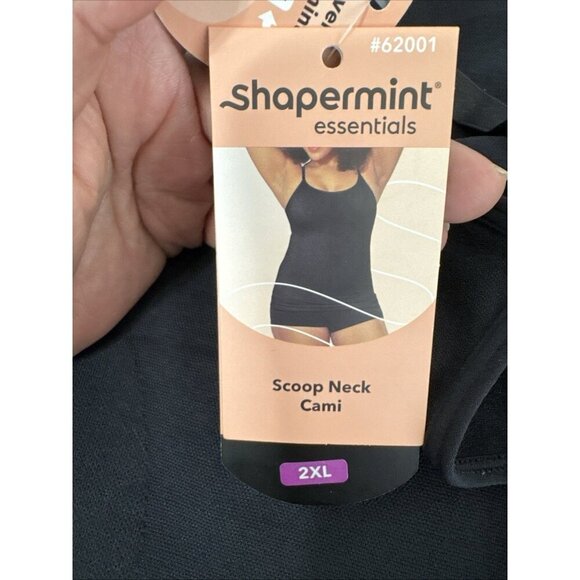 #62001
shapermint®
essentials
Scoop Neck
Cami
2XL